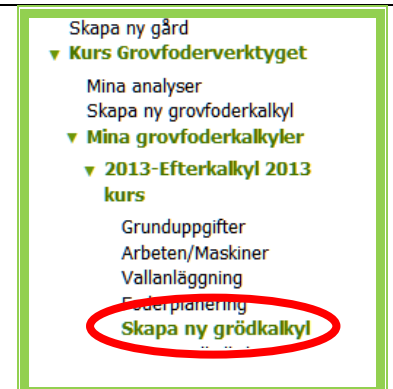 Skapa ny gård
Kurs Grovfoderverktyget
Mina analyser
Skapa ny grovfoderkalkyl
Mina grovfoderkalkyler
2013-Efterkalkyl 2013
kurs
Grunduppgifter
Arbeten/Maskiner
Vallanläggning
Foderplanering
Skapa ny grödkalkyl